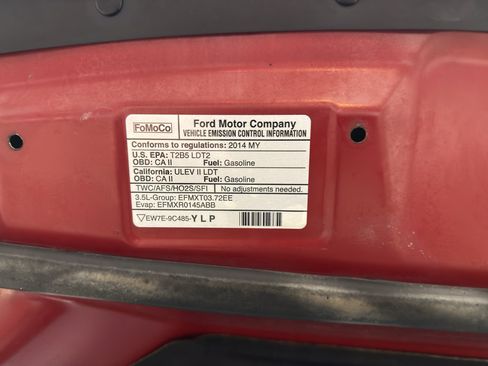 FoMoCo
Ford Motor Company
VEHICLE EMISSION CONTROL INFORMATION
Conforms to regulations: 2014 MY
U.S. EPA: T2B5 LDT2
OBD: CA II Fuel: Gasoline
California: ULEV II LDT
OBD: CA II Fuel: Gasoline
TWC/AFS/HO2S/SFI No adjustments needed.
3.5L-Group: EFMXT03.72EE
Evap: EFMXR0145ABB
EW7E-9C485-YLP